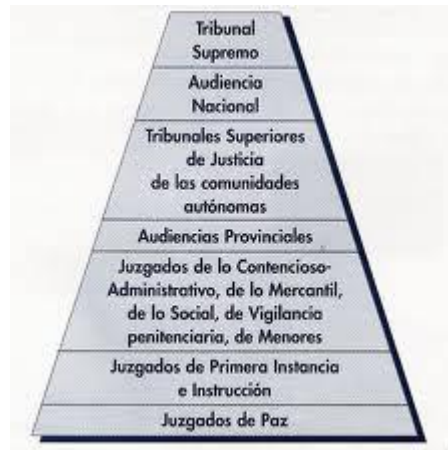 Tribunal
Supremo
Audiencia
Nacional
Tribunales Superiores
de Justicia
de las comunidades
autónomas
Audiencias Provinciales
Juzgados de lo Contencioso-
Administrativo, de lo Mercantil,
de lo Social, de Vigilancia
penitenciaria, de Menores
Juzgados de Primera Instancia
e Instrucción
Juzgados de Paz